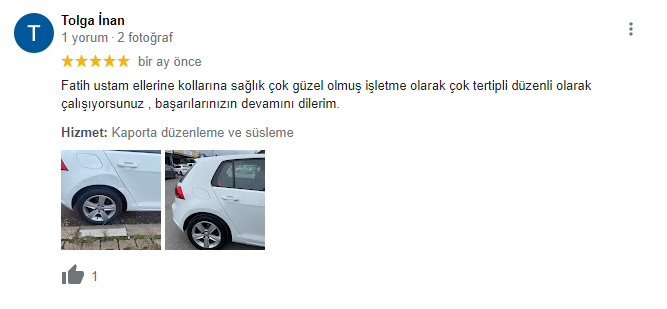 T
Tolga İnan
1 yorum · 2 fotoğraf
bir ay önce
Fatih ustam ellerine kollarına sağlık çok güzel olmuş işletme olarak çok tertipli düzenli olarak
çalışıyorsunuz , başarılarınızın devamını dilerim.
Hizmet: Kaporta düzenleme ve süsleme
1